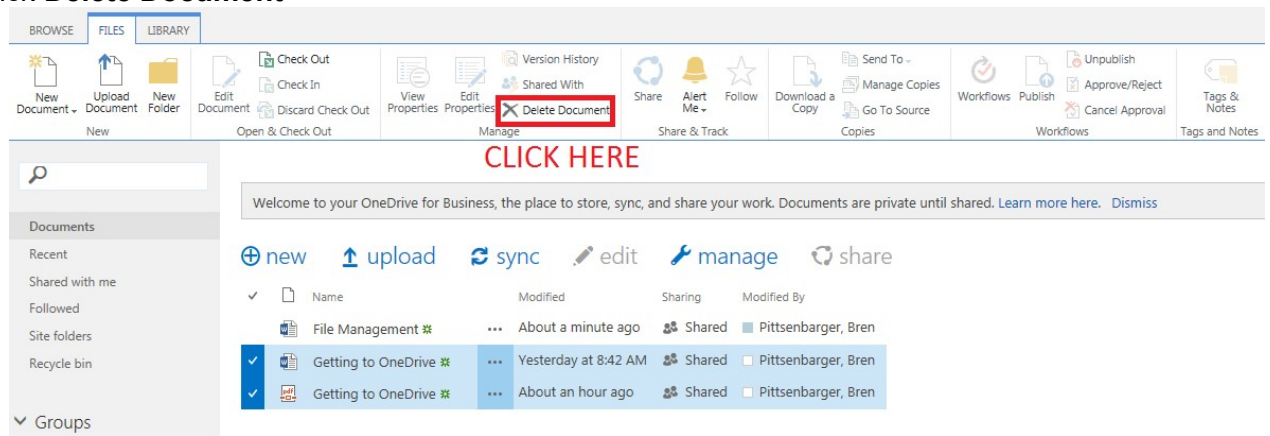 Delete Document
BROWSE FILES LIBRARY
New Document Upload Document New Folder
New
Edit Document
Check Out
Check In
Discard Check Out
Open & Check Out
View Properties Edit Properties
Version History
Shared With
Delete Document
Manage
Share Alert Me Follow
Share & Track
Download a Copy
Send To
Manage Copies
Go To Source
Copies
Workflows Publish
Unpublish
Approve/Reject
Cancel Approval
Workflows
Tags & Notes
Tags and Notes
CLICK HERE
Welcome to your OneDrive for Business, the place to store, sync, and share your work. Documents are private until shared. Learn more here. Dismiss
Documents
Recent
Shared with me
Followed
Site folders
Recycle bin
Groups
new upload sync edit manage share
Name Modified Sharing Modified By
File Management ... About a minute ago Shared Pittsenbarger, Bren
Getting to OneDrive ... Yesterday at 8:42 AM Shared Pittsenbarger, Bren
Getting to OneDrive ... About an hour ago Shared Pittsenbarger, Bren